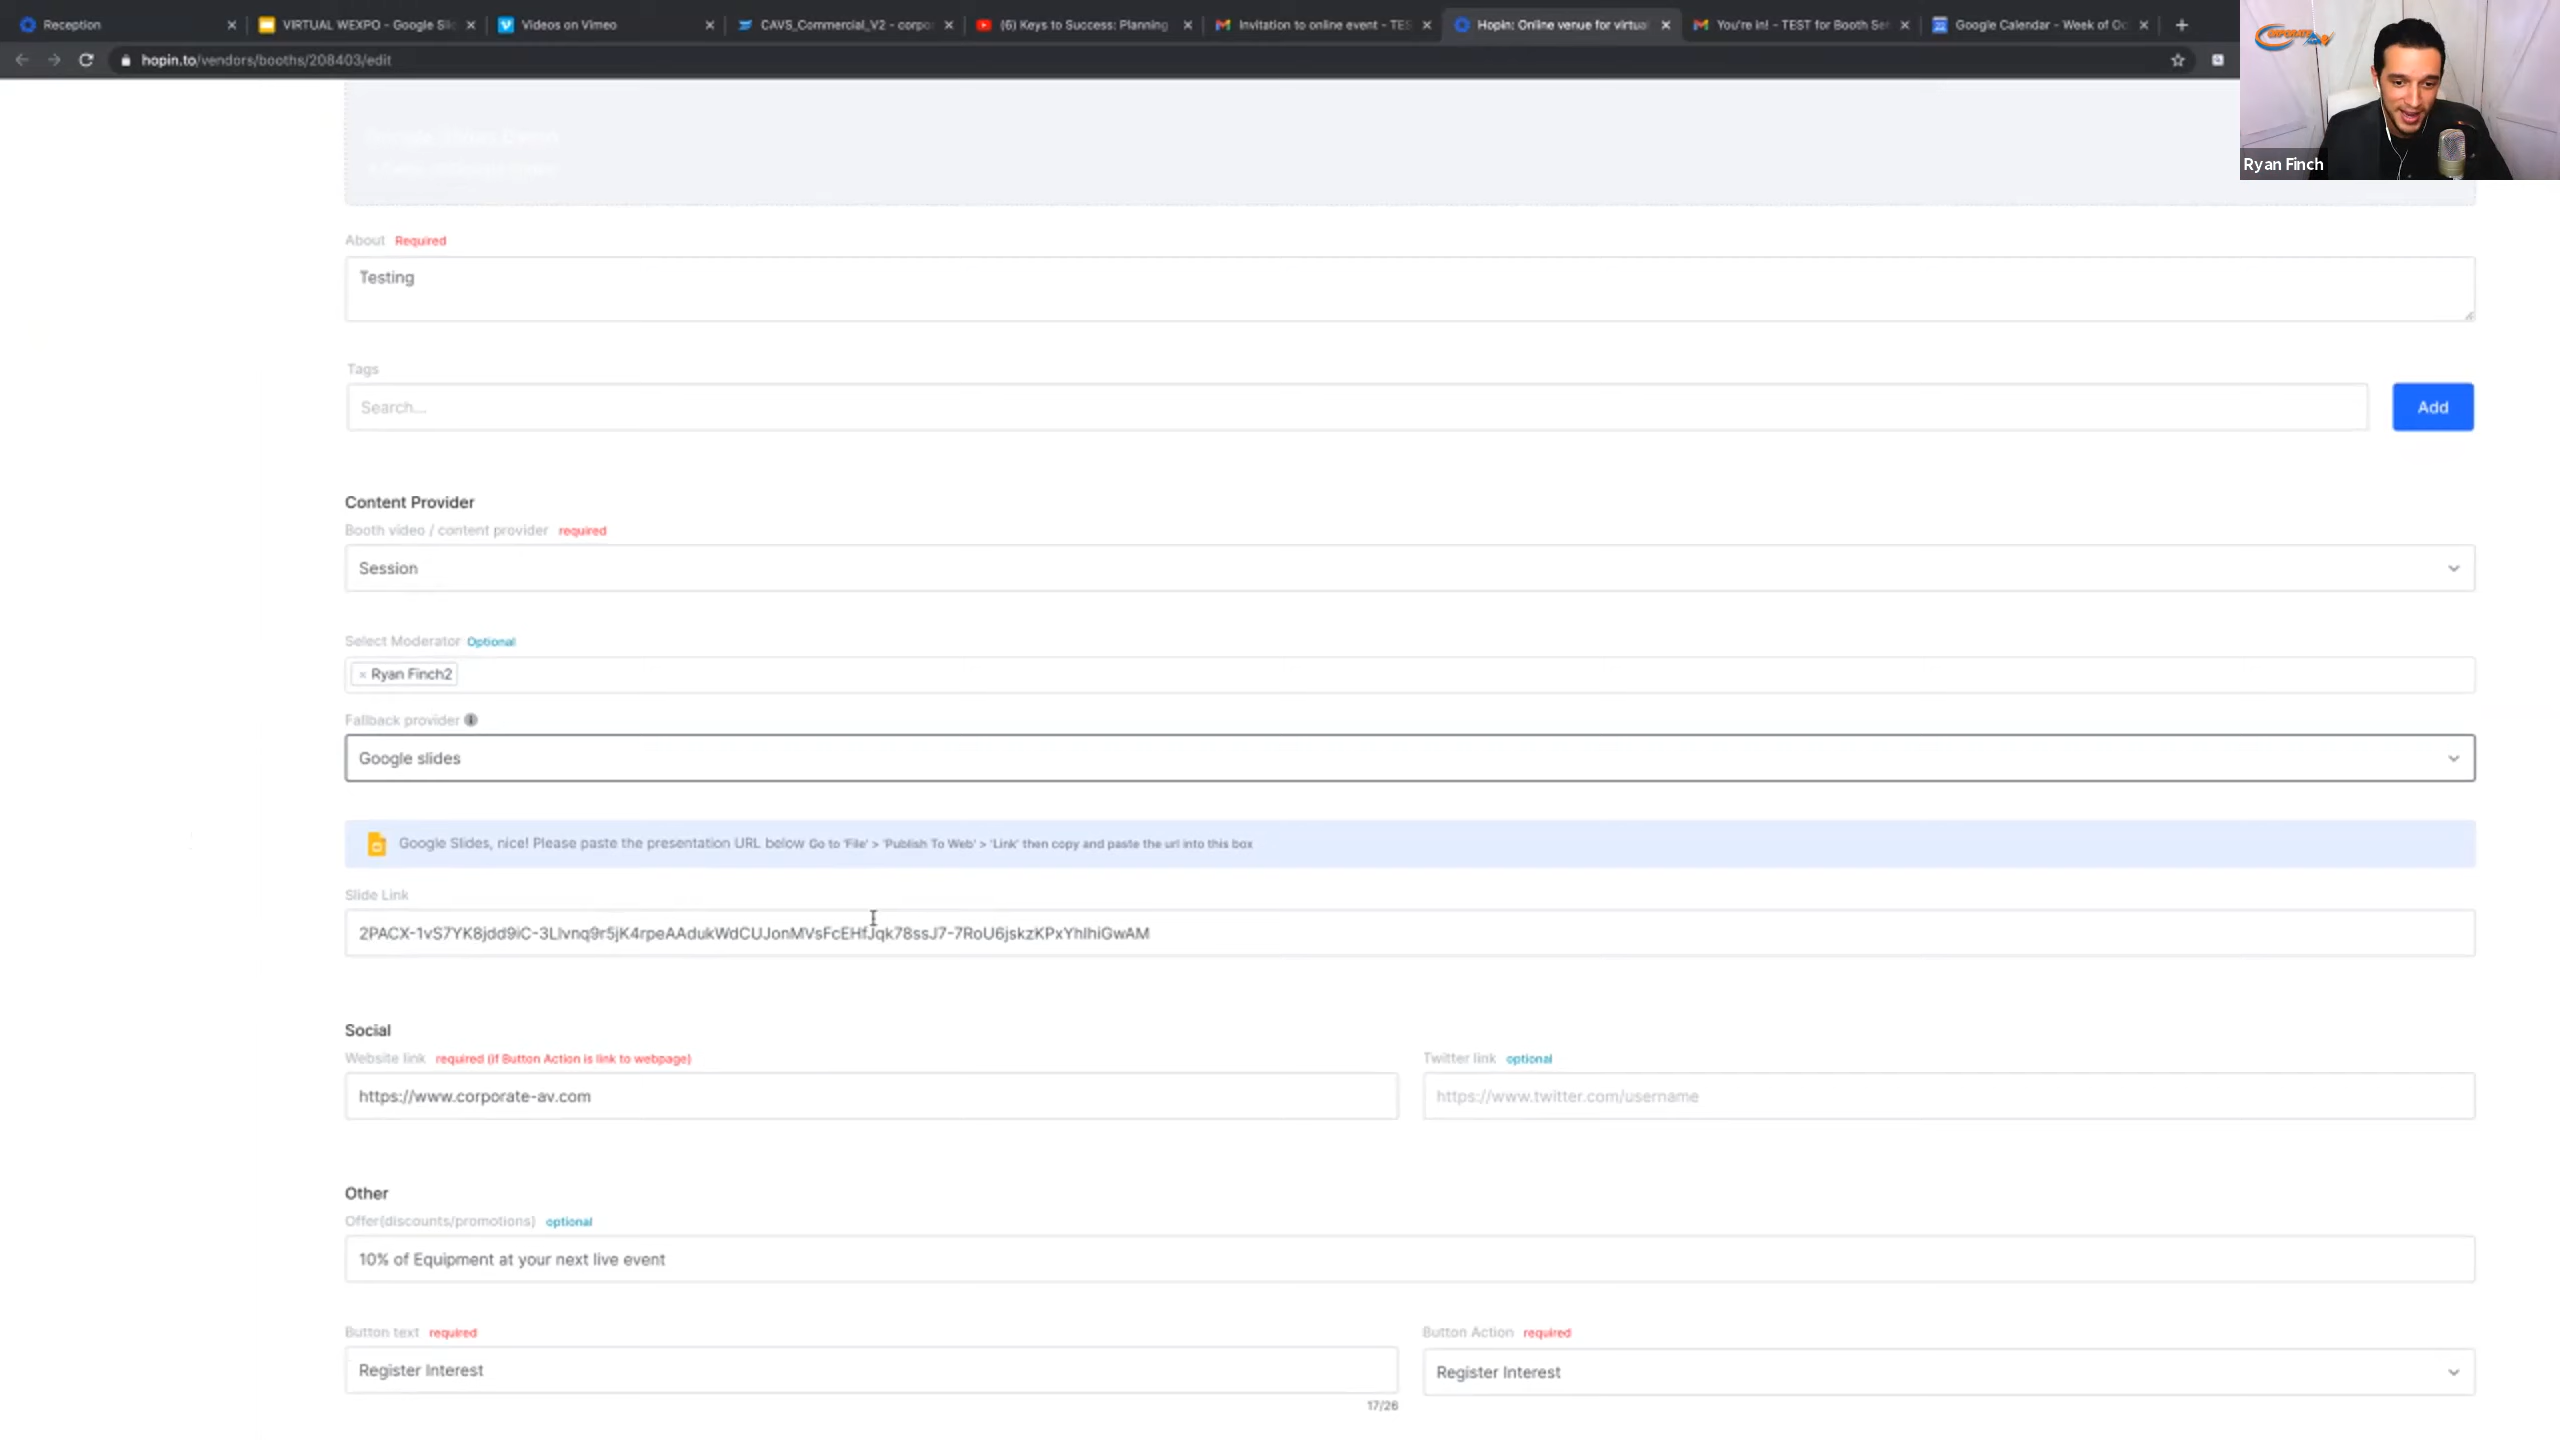 Reception
VIRTUAL WEXPO - Google Slic
Videos on Vimeo
CAVS_Commercial_V2 - corpo
(6) Keys to Success: Planning
Invitation to online event - TES
Hopin: Online venue for virtual
You're in! - TEST for Booth Se
Google Calendar - Week of Oc
hopin.to/vendors/booths/208403/edit
CORPORATE
Ryan Finch
About Required
Testing
Tags
Search...
Add
Content Provider
Booth video / content provider required
Session
Select Moderator Optional
× Ryan Finch2
Fallback provider
Google slides
Google Slides, nice! Please paste the presentation URL below Go to 'File' > 'Publish To Web' > 'Link' then copy and paste the url into this box
Slide Link
2PACX-1vS7YK8jdd9iC-3Llvnq9r5jK4rpeAAdukWdCUJonMVsFcEHfJqk78ssJ7-7RoU6jskzKPxYhlhiGwAM
Social
Website link required (if Button Action is link to webpage)
Twitter link optional
https://www.corporate-av.com
https://www.twitter.com/username
Other
Offer(discounts/promotions) optional
10% of Equipment at your next live event
Button text required
Button Action required
Register Interest
Register Interest
17/26